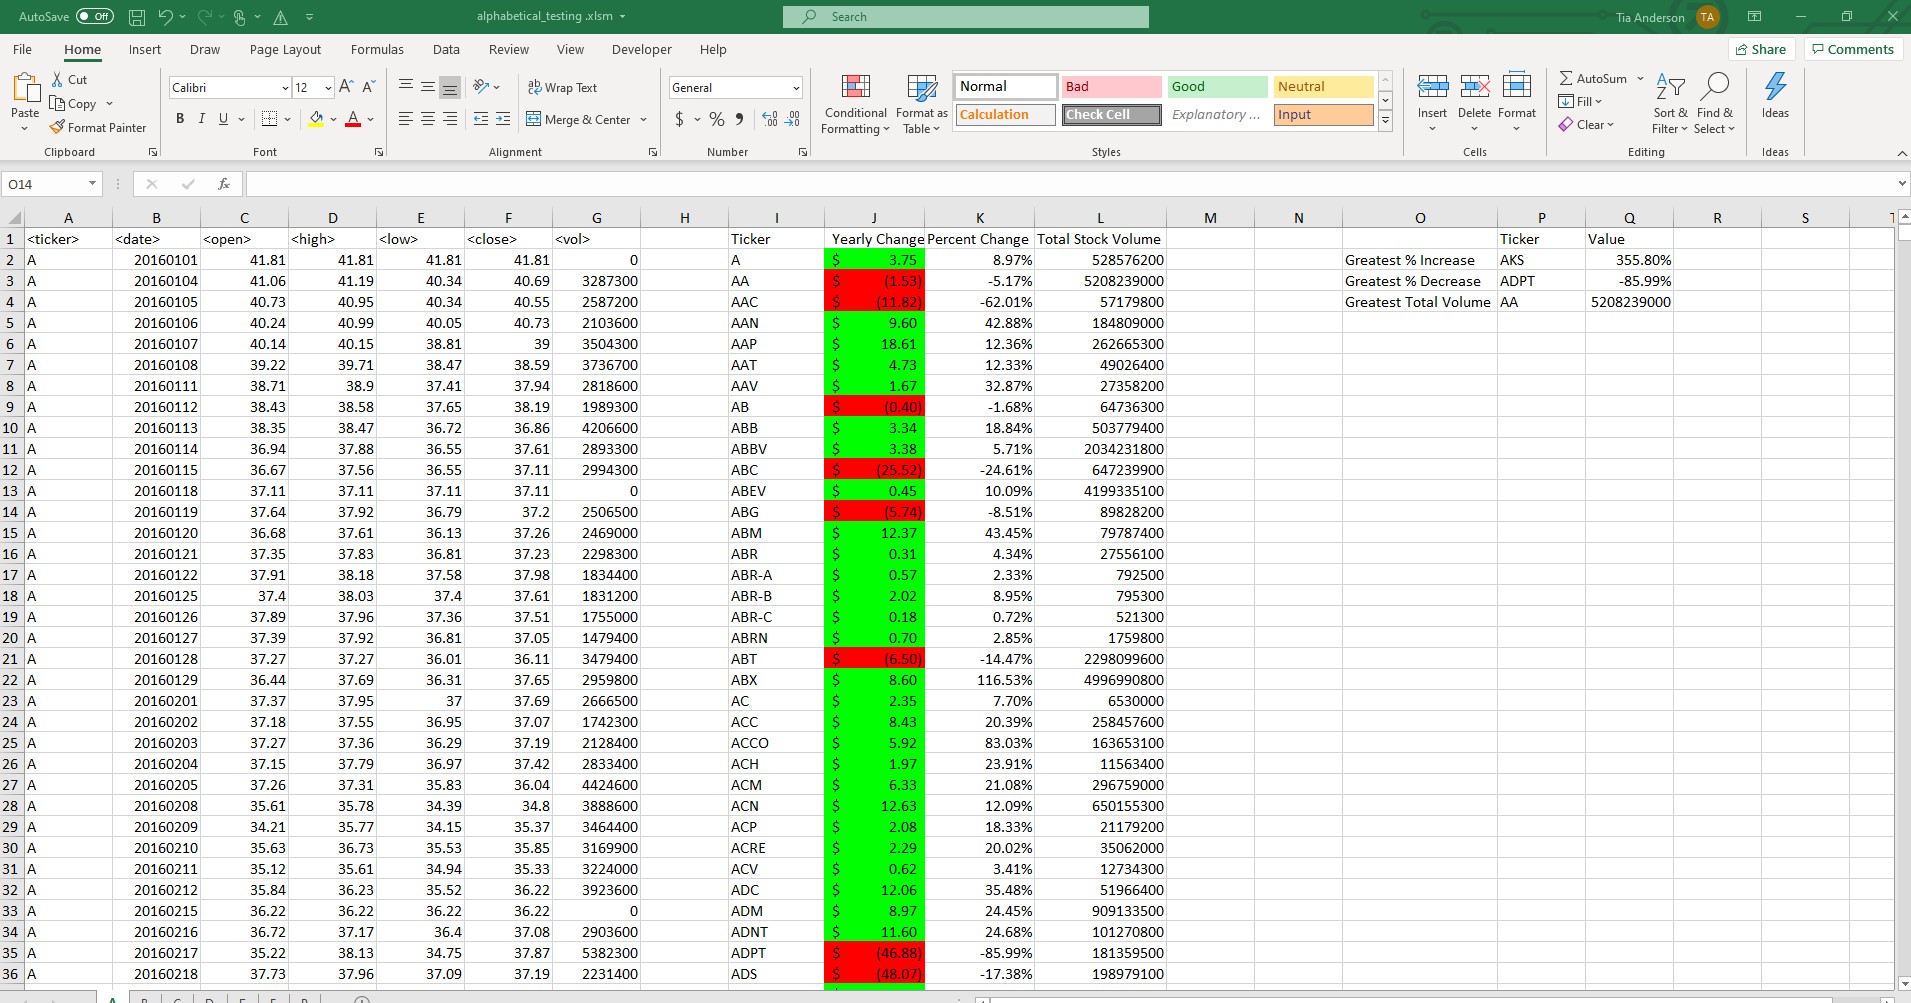 AutoSave Off alphabetical_testing .xlsm Search Tia Anderson TA
File Home Insert Draw Page Layout Formulas Data Review View Developer Help Share Comments
Paste Cut Copy Format Painter
Clipboard
Calibri 12 A A
B I U A
Font
Wrap Text
Merge & Center
Alignment
General
$ % 9
Number
Conditional Formatting Format as Table
Normal Bad Good Neutral
Calculation Check Cell Explanatory ... Input
Styles
Insert Delete Format
Cells
AutoSum
Fill
Clear
Sort & Filter Find & Select
Editing
Ideas
Ideas
O14 fx
A B C D E F G H I J K L M N O P Q R S T
1 <ticker> <date> <open> <high> <low> <close> <vol> Ticker Yearly Change Percent Change Total Stock Volume Ticker Value
2 A 20160101 41.81 41.81 41.81 41.81 0 A $ 3.75 8.97% 528576200 Greatest % Increase AKS 355.80%
3 A 20160104 41.06 41.19 40.34 40.69 3287300 AA $ (1.53) -5.17% 5208239000 Greatest % Decrease ADPT -85.99%
4 A 20160105 40.73 40.95 40.34 40.55 2587200 AAC $ (11.82) -62.01% 57179800 Greatest Total Volume AA 5208239000
5 A 20160106 40.24 40.99 40.05 40.73 2103600 AAN $ 9.60 42.88% 184809000
6 A 20160107 40.14 40.15 38.81 39 3504300 AAP $ 18.61 12.36% 262665300
7 A 20160108 39.22 39.71 38.47 38.59 3736700 AAT $ 4.73 12.33% 49026400
8 A 20160111 38.71 38.9 37.41 37.94 2818600 AAV $ 1.67 32.87% 27358200
9 A 20160112 38.43 38.58 37.65 38.19 1989300 AB $ (0.40) -1.68% 64736300
10 A 20160113 38.35 38.47 36.72 36.86 4206600 ABB $ 3.34 18.84% 503779400
11 A 20160114 36.94 37.88 36.55 37.61 2893300 ABBV $ 3.38 5.71% 2034231800
12 A 20160115 36.67 37.56 36.55 37.11 2994300 ABC $ (25.52) -24.61% 647239900
13 A 20160118 37.11 37.11 37.11 37.11 0 ABEV $ 0.45 10.09% 4199335100
14 A 20160119 37.64 37.92 36.79 37.2 2506500 ABG $ (5.74) -8.51% 89828200
15 A 20160120 36.68 37.61 36.13 37.26 2469000 ABM $ 12.37 43.45% 79787400
16 A 20160121 37.35 37.83 36.81 37.23 2298300 ABR $ 0.31 4.34% 27556100
17 A 20160122 37.91 38.18 37.58 37.98 1834400 ABR-A $ 0.57 2.33% 792500
18 A 20160125 37.4 38.03 37.4 37.61 1831200 ABR-B $ 2.02 8.95% 795300
19 A 20160126 37.89 37.96 37.36 37.51 1755000 ABR-C $ 0.18 0.72% 521300
20 A 20160127 37.39 37.92 36.81 37.05 1479400 ABRN $ 0.70 2.85% 1759800
21 A 20160128 37.27 37.27 36.01 36.11 3479400 ABT $ (6.50) -14.47% 2298099600
22 A 20160129 36.44 37.69 36.31 37.65 2959800 ABX $ 8.60 116.53% 4996990800
23 A 20160201 37.37 37.95 37 37.69 2666500 AC $ 2.35 7.70% 6530000
24 A 20160202 37.18 37.55 36.95 37.07 1742300 ACC $ 8.43 20.39% 258457600
25 A 20160203 37.27 37.36 36.29 37.19 2128400 ACCO $ 5.92 83.03% 163653100
26 A 20160204 37.15 37.79 36.97 37.42 2833400 ACH $ 1.97 23.91% 11563400
27 A 20160205 37.26 37.31 35.83 36.04 4424600 ACM $ 6.33 21.08% 296759000
28 A 20160208 35.61 35.78 34.39 34.8 3888600 ACN $ 12.63 12.09% 650155300
29 A 20160209 34.21 35.77 34.15 35.37 3464400 ACP $ 2.08 18.33% 21179200
30 A 20160210 35.63 36.73 35.53 35.85 3169900 ACRE $ 2.29 20.02% 35062000
31 A 20160211 35.12 35.61 34.94 35.33 3224000 ACV $ 0.62 3.41% 12734300
32 A 20160212 35.84 36.23 35.52 36.22 3923600 ADC $ 12.06 35.48% 51966400
33 A 20160215 36.22 36.22 36.22 36.22 0 ADM $ 8.97 24.45% 909133500
34 A 20160216 36.72 37.17 36.4 37.08 2903600 ADNT $ 11.60 24.68% 101270800
35 A 20160217 35.22 38.13 34.75 37.87 5382300 ADPT $ (46.88) -85.99% 181359500
36 A 20160218 37.73 37.96 37.09 37.19 2231400 ADS $ (48.07) -17.38% 198979100